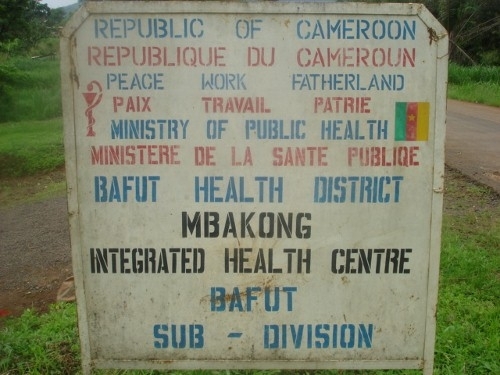 REPUBLIC OF CAMEROON
REPUBLIQUE DU CAMEROUN
PEACE WORK FATHERLAND
PAIX TRAVAIL PATRIE
MINISTRY OF PUBLIC HEALTH
MINISTERE DE LA SANTE PUBLIQE
BAFUT HEALTH DISTRICT
MBAKONG
INTEGRATED HEALTH CENTRE
BAFUT
SUB - DIVISION